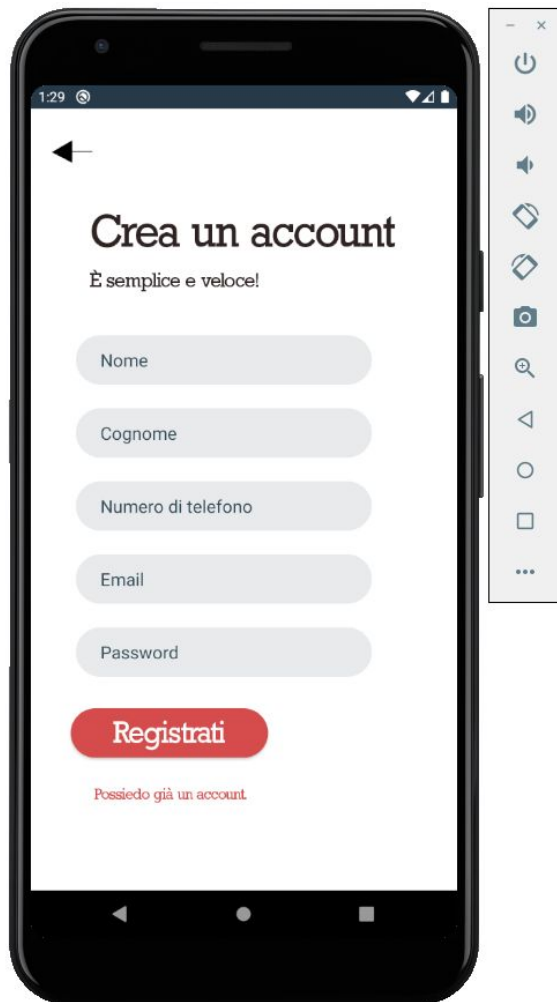 1:29
Crea un account
È semplice e veloce!
Nome
Cognome
Numero di telefono
Email
Password
Registrati
Possiedo già un account.